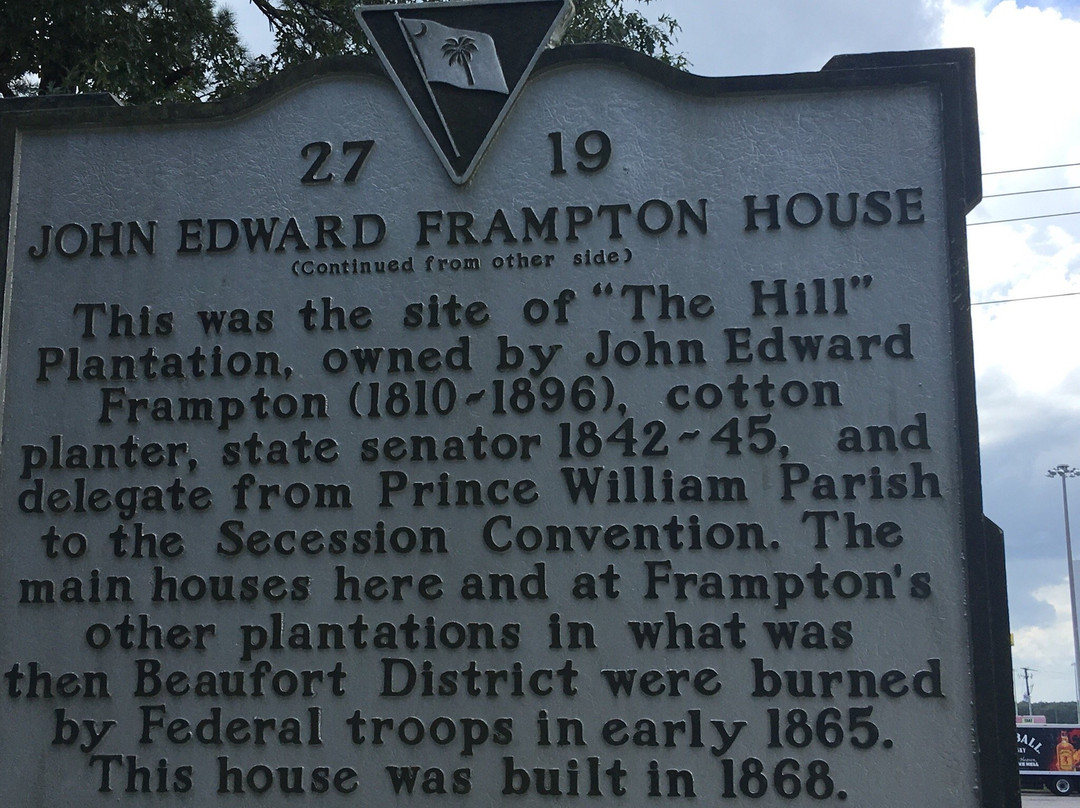 27 19
JOHN EDWARD FRAMPTON HOUSE
(Continued from other side)
This was the site of "The Hill"
Plantation, owned by John Edward
Frampton (1810~1896), cotton
planter, state senator 1842~45, and
delegate from Prince William Parish
to the Secession Convention. The
main houses here and at Frampton's
other plantations in what was
then Beaufort District were burned
by Federal troops in early 1865.
This house was built in 1868.